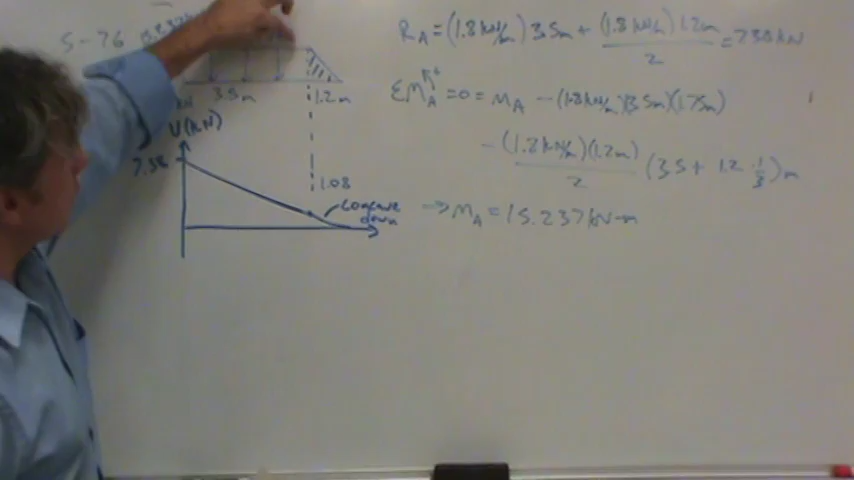 5-76
R_A = (1.8 kN/m) 3.5m + (1.8 kN/m) 1.2m / 2 = 7.38 kN
3.5m
1.2m
ΣM_A = 0 = M_A - (1.8 kN/m)(3.5m)(1.75m)
- (1.8 kN/m)(1.2m) / 2 (3.5 + 1.2 · 1/3) m
→ M_A = 15.237 kN-m
kN
V(kN)
7.38
1.08
concave
down